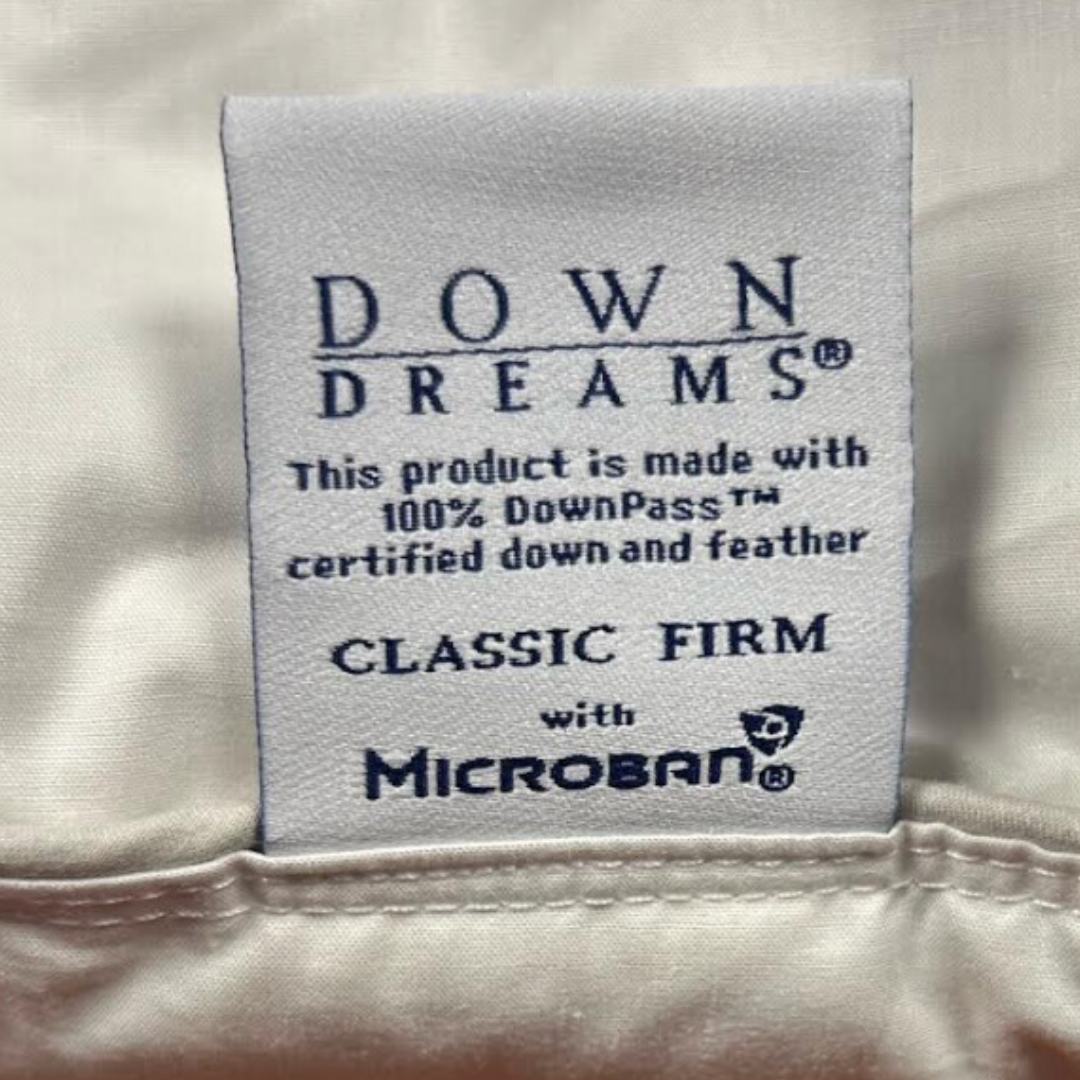 DOWN
DREAMS®
This product is made with
100% DownPass™
certified down and feather
CLASSIC FIRM
with
MICROBAN®